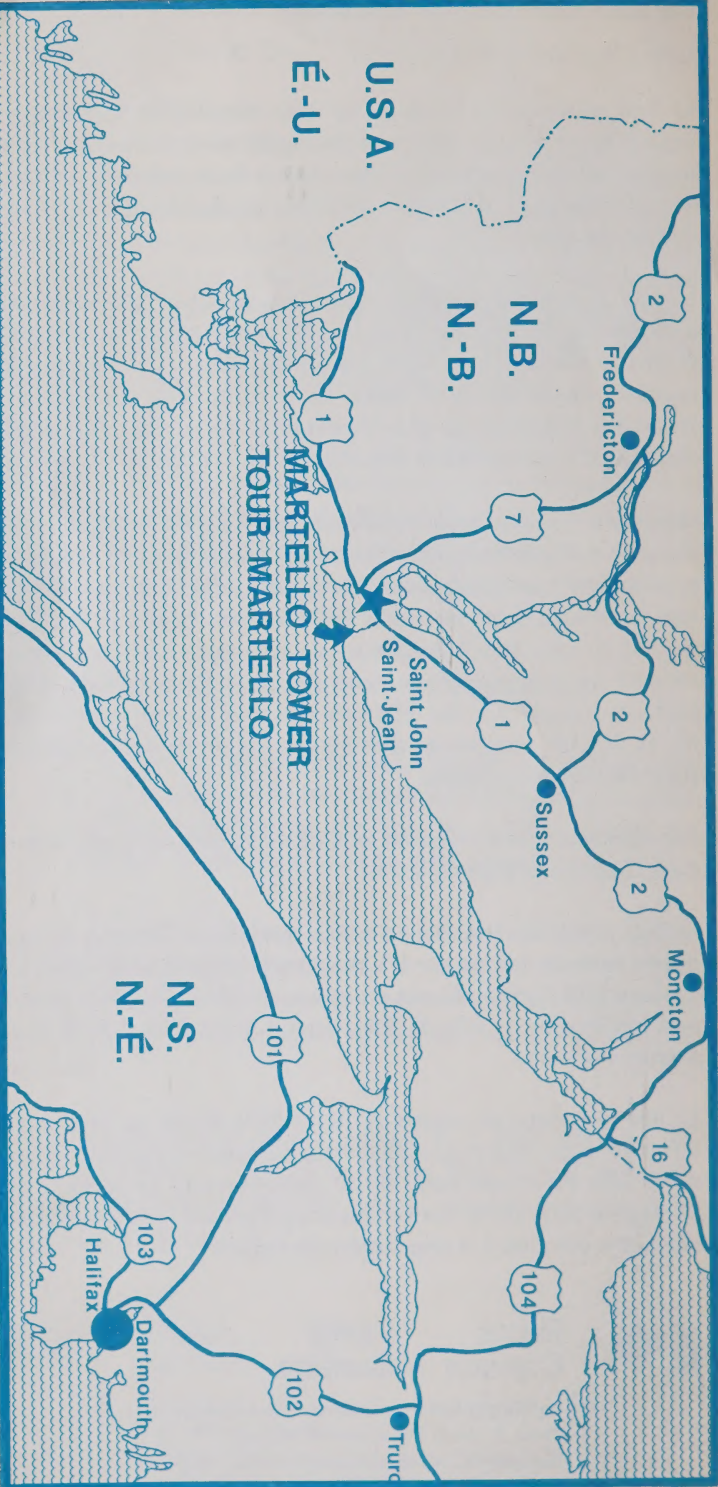 U.S.A.
É.-U.
2
N.B.
N.-B.
Fredericton
1
7
MARTELLO TOWER
TOUR MARTELLO
Saint John
Saint-Jean
2
1
Sussex
2
Moncton
16
N.S.
N.-É.
101
104
103
Halifax
Dartmouth
102
Truro